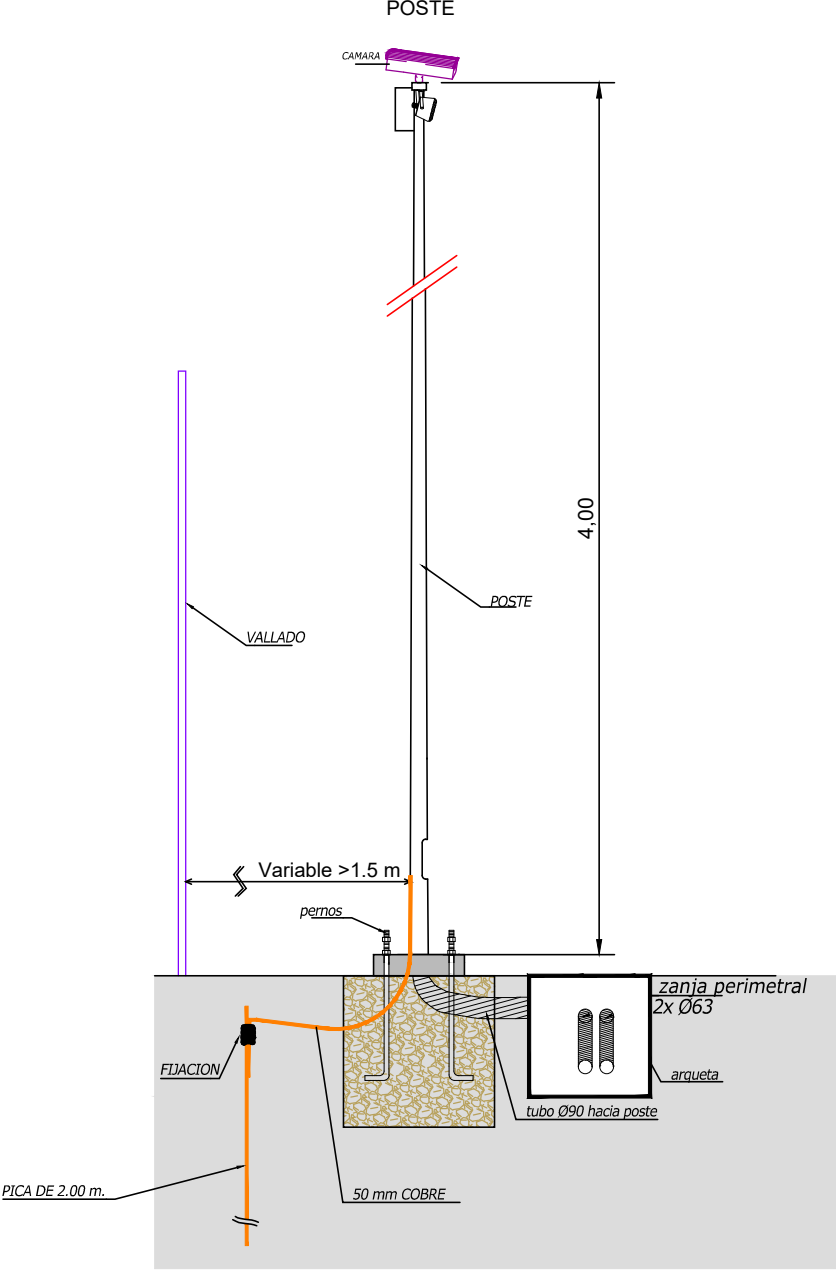 POSTE
CAMARA
4,00
POSTE
VALLADO
Variable >1.5 m
pernos
zanja perimetral
2x Ø63
FIJACION
arqueta
tubo Ø90 hacia poste
PICA DE 2.00 m.
50 mm COBRE